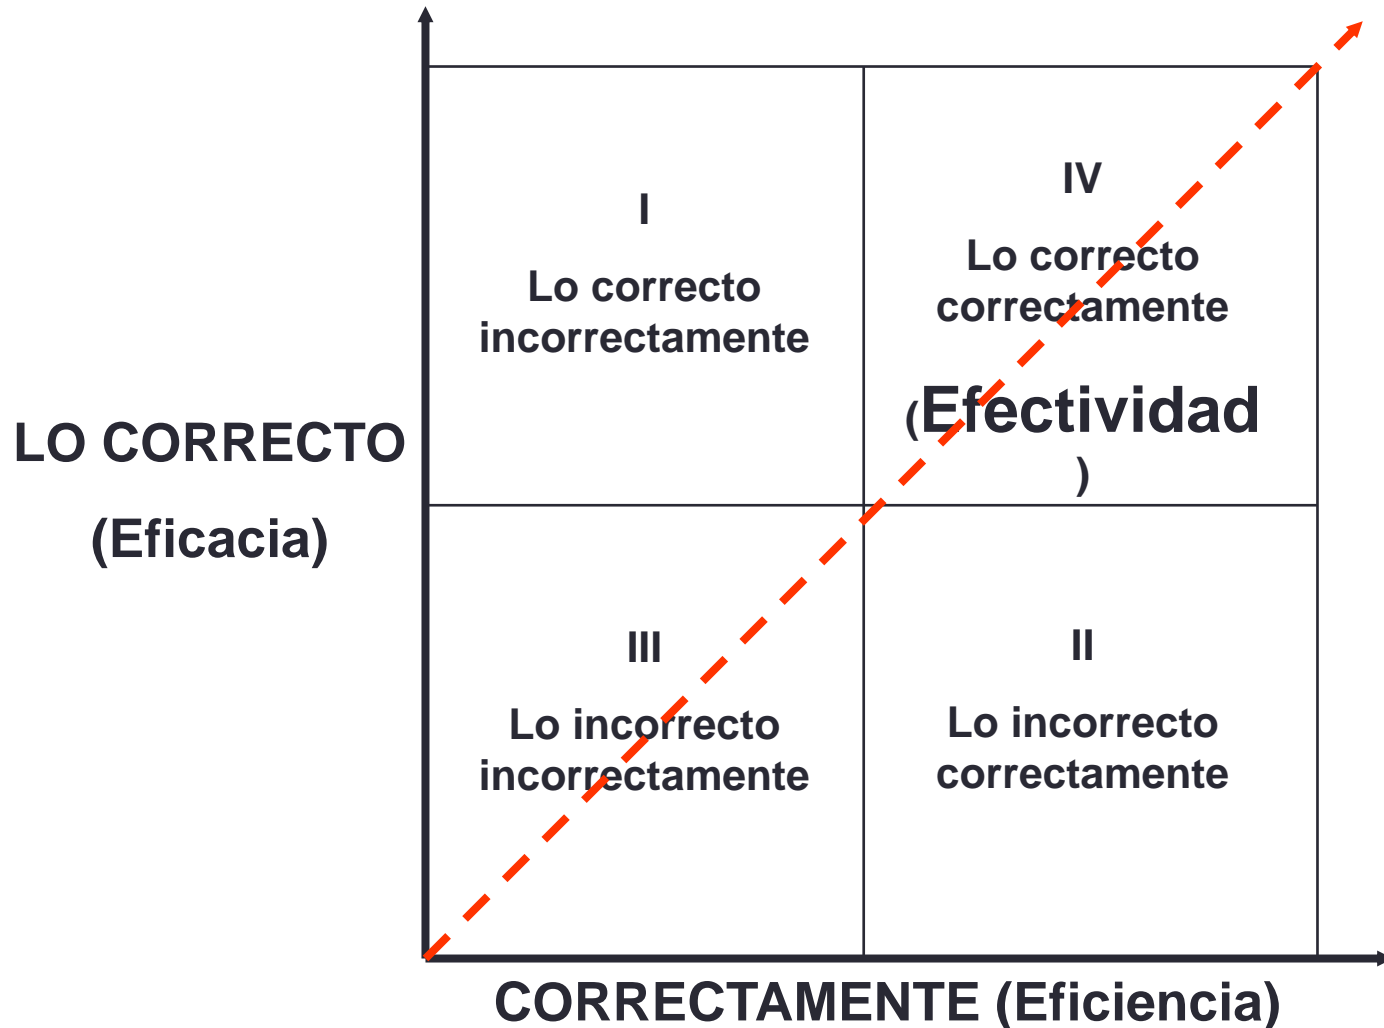 I
Lo correcto
incorrectamente
IV
Lo correcto
correctamente
(Efectividad
)
LO CORRECTO
(Eficacia)
III
Lo incorrecto
incorrectamente
II
Lo incorrecto
correctamente
CORRECTAMENTE (Eficiencia)